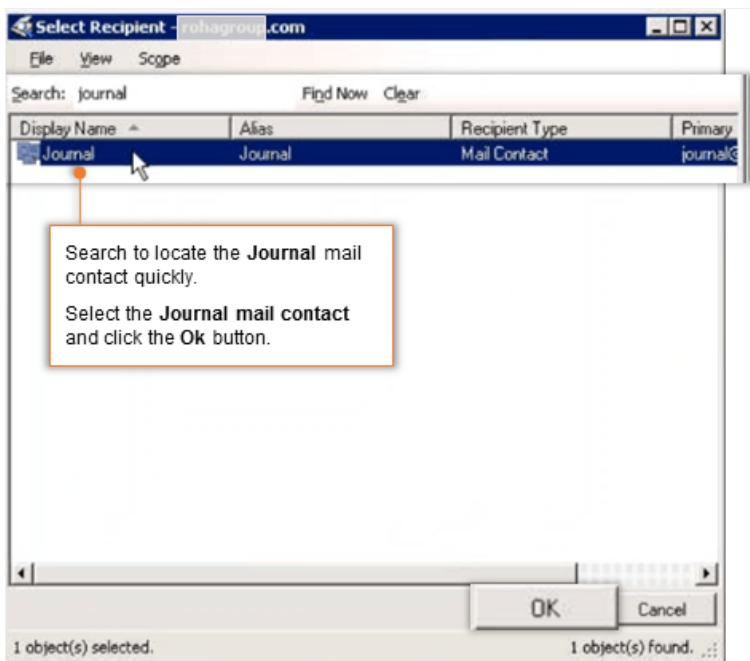 Select Recipient - rohagroup.com
File View Scope
Search: journal Find Now Clear
Display Name Alias Recipient Type Primary
Journal Journal Mail Contact journal@
Search to locate the Journal mail
contact quickly.
Select the Journal mail contact
and click the Ok button.
OK Cancel
1 object(s) selected. 1 object(s) found.